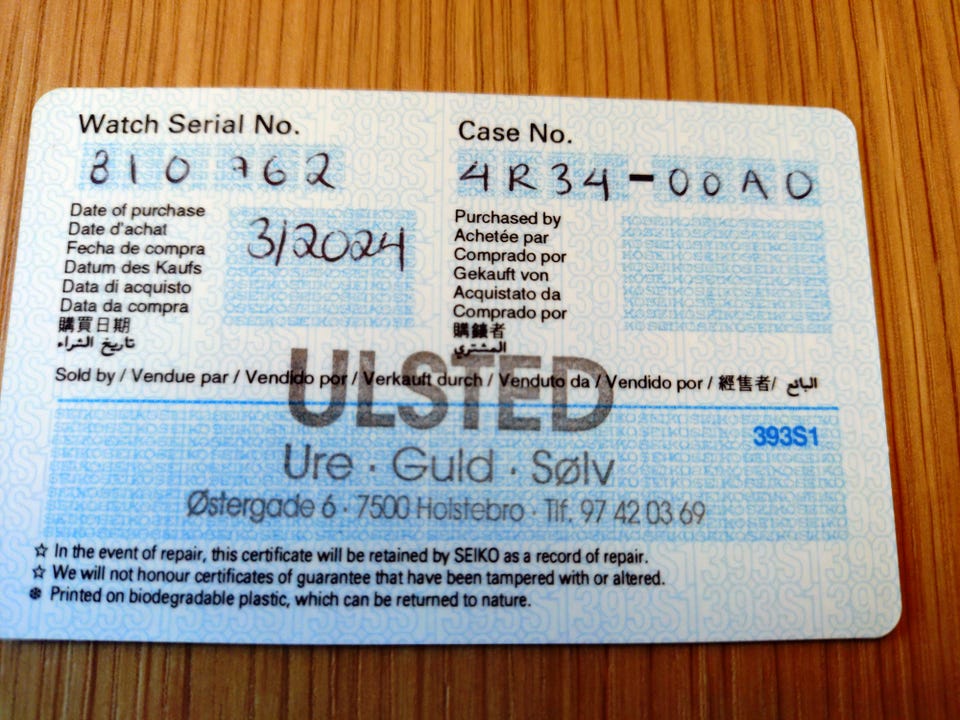 Watch Serial No.
310762
Case No.
4R34-00A0
Date of purchase
Date d'achat
Fecha de compra
Datum des Kaufs
Data di acquisto
Data da compra
購買日期
تاريخ الشراء
3/2024
Purchased by
Achetée par
Comprado por
Gekauft von
Acquistato da
Comprado por
المشتري
Sold by / Vendue par / Vendido por / Verkauft durch / Venduto da / Vendido por / 經售者/ البائع
ULSTED
393S1
Ure · Guld · Sølv
Østergade 6 · 7500 Holstebro · Tlf. 97 42 03 69
☆ In the event of repair, this certificate will be retained by SEIKO as a record of repair.
☆ We will not honour certificates of guarantee that have been tampered with or altered.
❆ Printed on biodegradable plastic, which can be returned to nature.